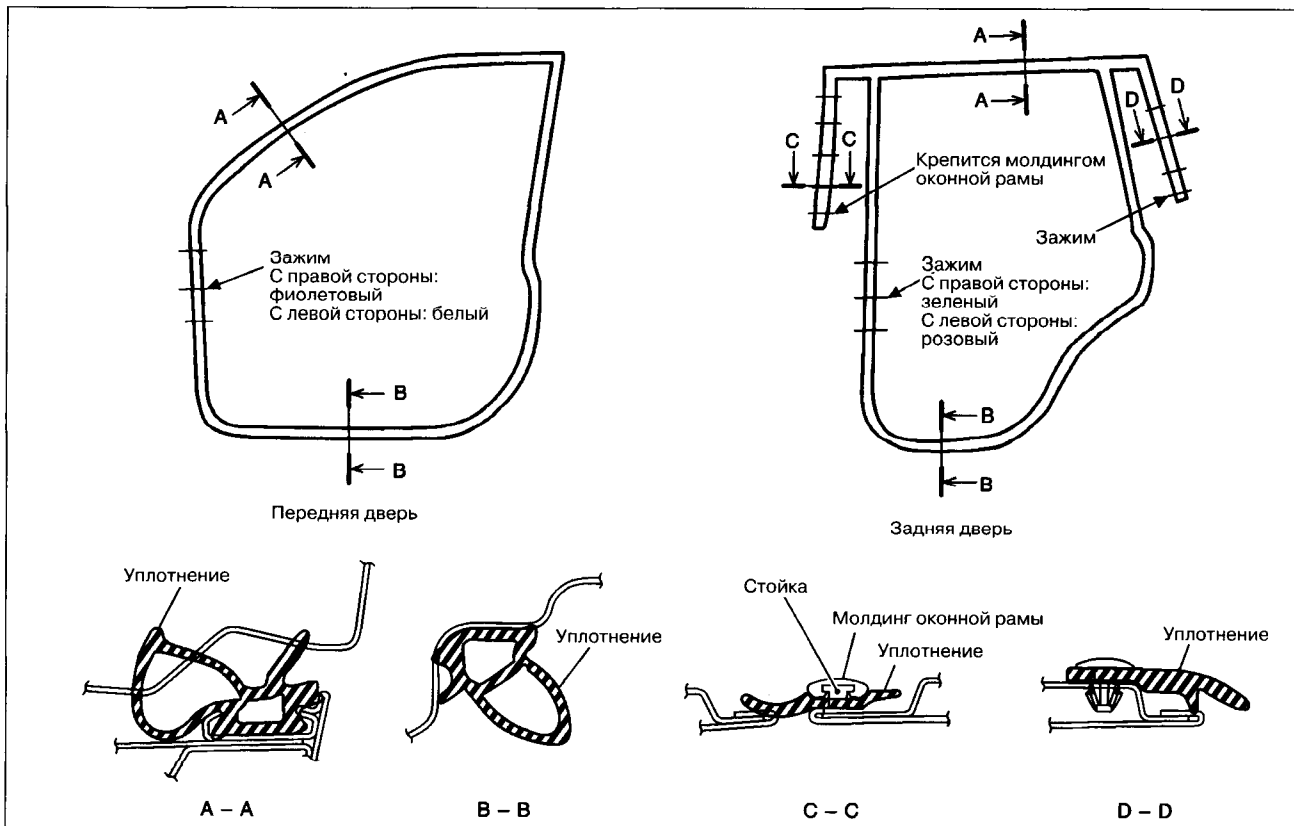 A
A
Зажим
С правой стороны:
фиолетовый
С левой стороны: белый
B
B
Передняя дверь
A
A
C
C
D
D
Крепится молдингом
оконной рамы
Зажим
Зажим
С правой стороны:
зеленый
С левой стороны:
розовый
B
B
Задняя дверь
Уплотнение
A – A
Уплотнение
B – B
Стойка
Молдинг оконной рамы
Уплотнение
C – C
Уплотнение
D – D